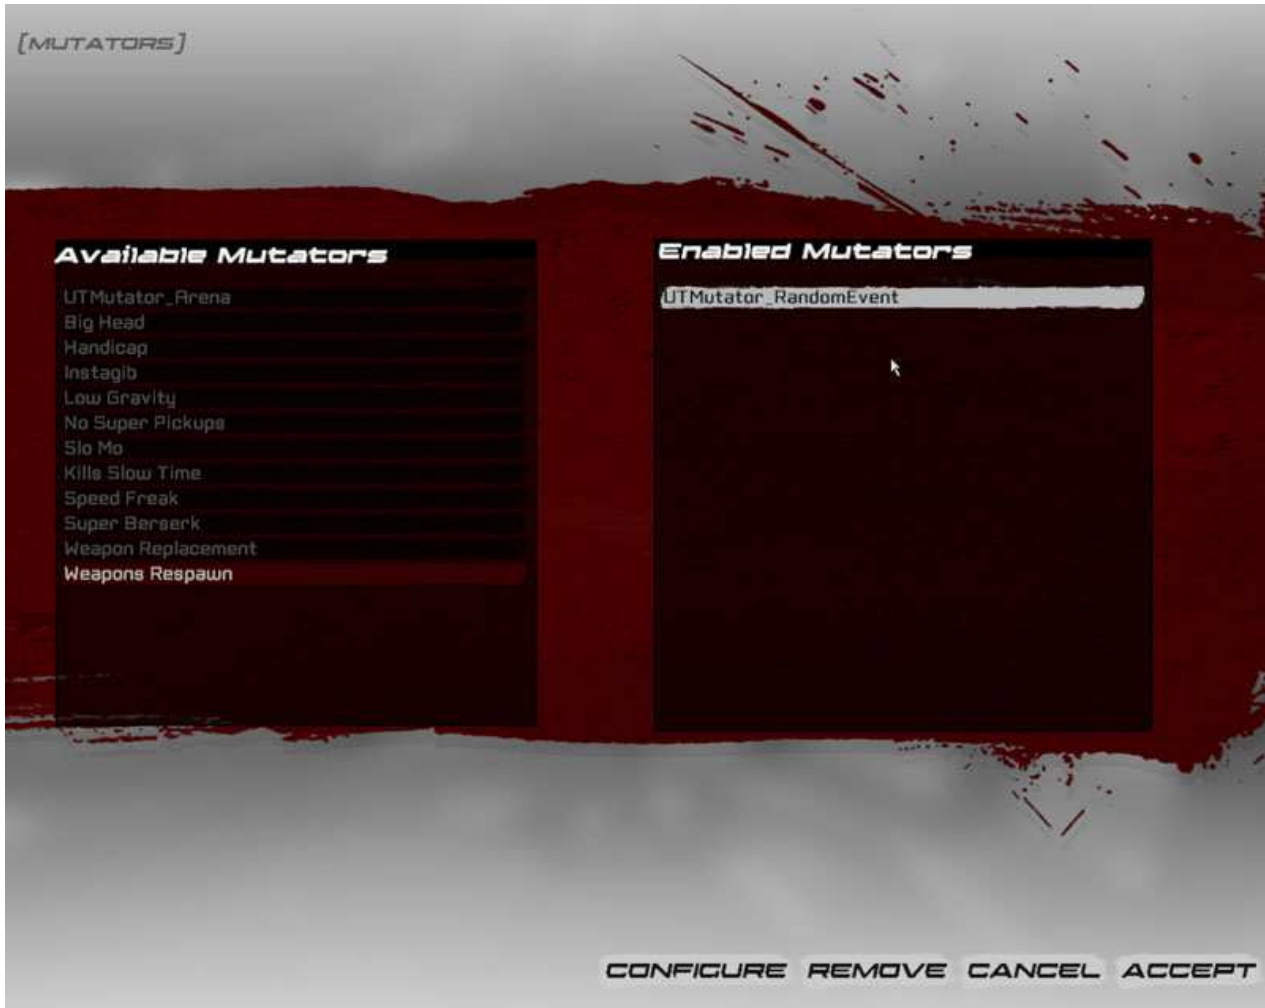 [MUTATORS]
Available Mutators
UTMutator_Arena
Big Head
Handicap
Instagib
Low Gravity
No Super Pickups
Slo Mo
Kills Slow Time
Speed Freak
Super Berserk
Weapon Replacement
Weapons Respawn
Enabled Mutators
UTMutator_RandomEvent
CONFIGURE REMOVE CANCEL ACCEPT